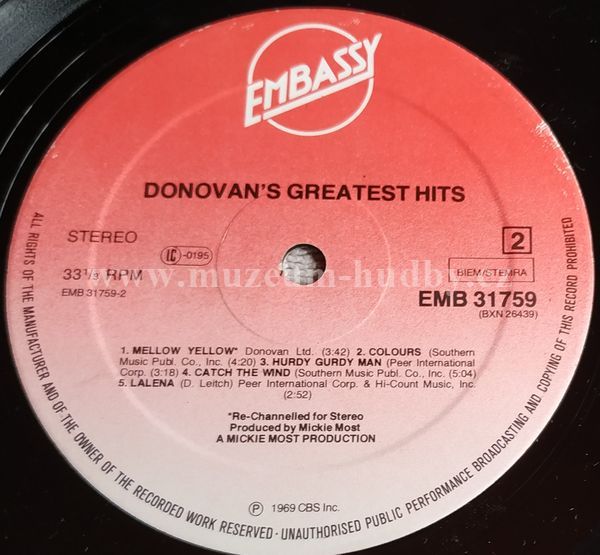 EMBASSY
DONOVAN'S GREATEST HITS
STEREO
LC -0195
2
33 1/3 RPM
BIEM/STEMRA
EMB 31759-2
EMB 31759
(BXN 26439)
www.muzeum-hudby.cz
1. MELLOW YELLOW* Donovan Ltd. (3:42) 2. COLOURS (Southern
Music Publ. Co., Inc. (4:20) 3. HURDY GURDY MAN (Peer International
Corp. (3:18) 4. CATCH THE WIND (Southern Music Publ. Co., Inc. (5:04)
5. LALENA (D. Leitch) Peer International Corp. & Hi-Count Music, Inc.
(2:52)
*Re-Channelled for Stereo
Produced by Mickie Most
A MICKIE MOST PRODUCTION
℗ 1969 CBS Inc.
ALL RIGHTS OF THE MANUFACTURER AND OF THE OWNER OF THE RECORDED WORK RESERVED · UNAUTHORISED PUBLIC PERFORMANCE BROADCASTING AND COPYING OF THIS RECORD PROHIBITED